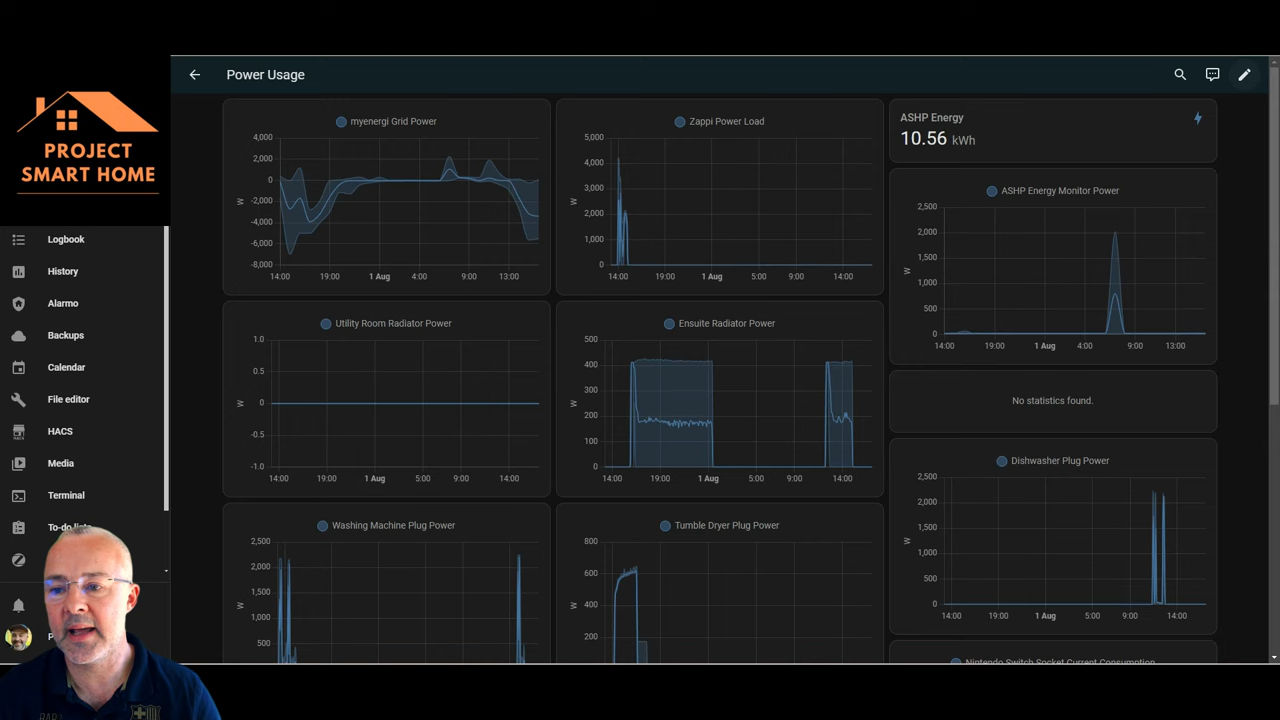 PROJECT
SMART HOME
Logbook
History
Alarmo
Backups
Calendar
File editor
HACS
HACS
Media
Terminal
To-do lists
Power Usage
myenergi Grid Power
4,000
2,000
0
-2,000
-4,000
-6,000
-8,000
W
14:00 19:00 1 Aug 4:00 9:00 13:00
Zappi Power Load
5,000
4,000
3,000
2,000
1,000
0
W
14:00 19:00 1 Aug 5:00 9:00 14:00
ASHP Energy
10.56 kWh
ASHP Energy Monitor Power
2,500
2,000
1,500
1,000
500
0
W
14:00 19:00 1 Aug 4:00 9:00 13:00
Utility Room Radiator Power
1.0
0.5
0
-0.5
-1.0
W
14:00 19:00 1 Aug 5:00 9:00 14:00
Ensuite Radiator Power
500
400
300
200
100
0
W
14:00 19:00 1 Aug 5:00 9:00 14:00
No statistics found.
Dishwasher Plug Power
2,500
2,000
1,500
1,000
500
0
W
14:00 19:00 1 Aug 5:00 9:00 14:00
Washing Machine Plug Power
2,500
2,000
1,500
1,000
500
W
Tumble Dryer Plug Power
800
600
400
200
W
Nintendo Switch Socket Current Consumption